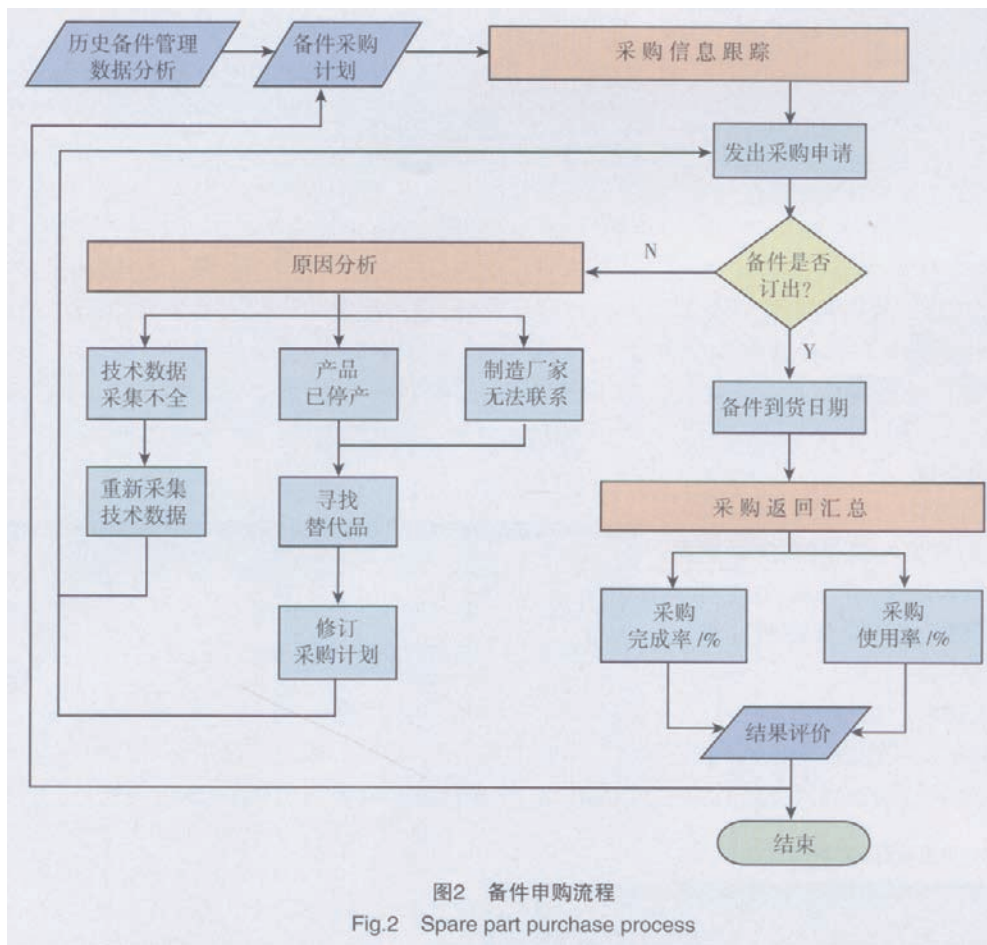 历史备件管理
数据分析
备件采购
计划
采购信息跟踪
发出采购申请
备件是否
订出?
N
Y
原因分析
技术数据
采集不全
产品
已停产
制造厂家
无法联系
备件到货日期
重新采集
技术数据
寻找
替代品
采购返回汇总
修订
采购计划
采购
完成率/%
采购
使用率/%
结果评价
结束
图2 备件申购流程
Fig.2 Spare part purchase process